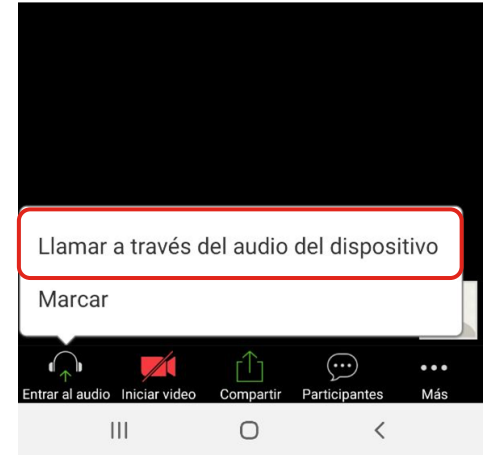 Llamar a través del audio del dispositivo
Marcar
Entrar al audio Iniciar video Compartir Participantes Más